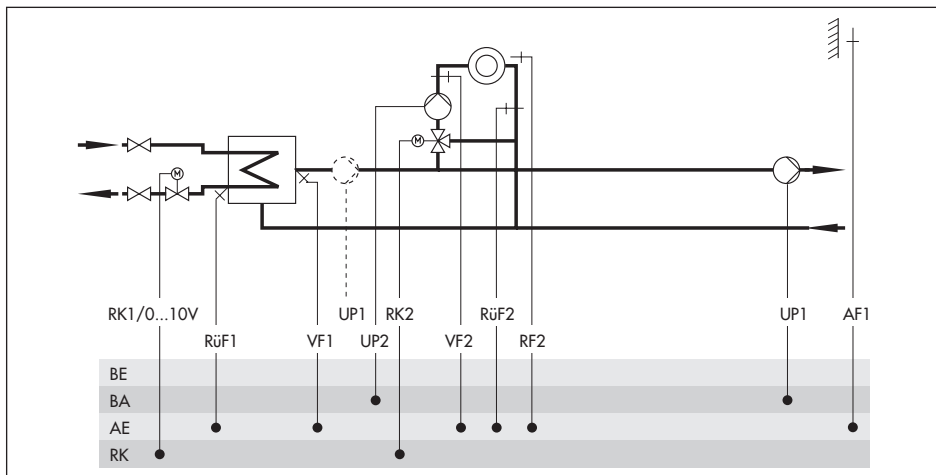 M
M
RK1/0...10V
UP1
RK2
RüF2
UP1
AF1
RüF1
VF1
UP2
VF2
RF2
BE
BA
AE
RK